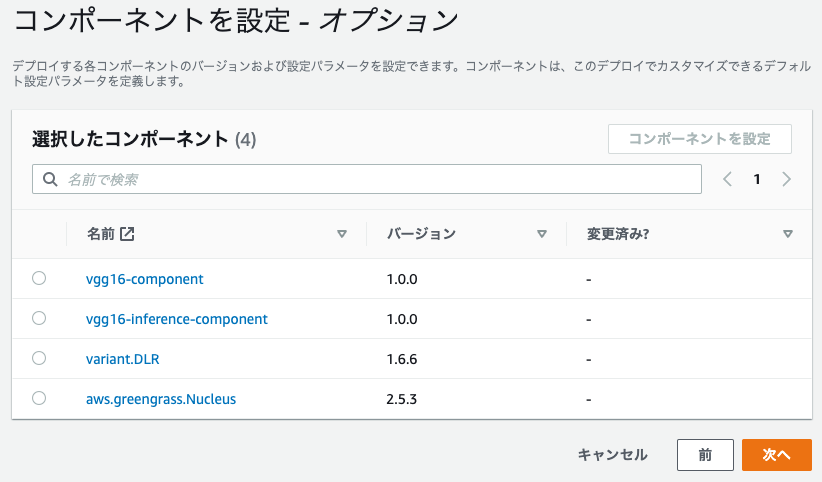 コンポーネントを設定 - オプション
デプロイする各コンポーネントのバージョンおよび設定パラメータを設定できます。コンポーネントは、このデプロイでカスタマイズできるデフォル
ト設定パラメータを定義します。
選択したコンポーネント (4)
コンポーネントを設定
名前で検索
1
名前 バージョン 変更済み?
vgg16-component 1.0.0 -
vgg16-inference-component 1.0.0 -
variant.DLR 1.6.6 -
aws.greengrass.Nucleus 2.5.3 -
キャンセル 前 次へ